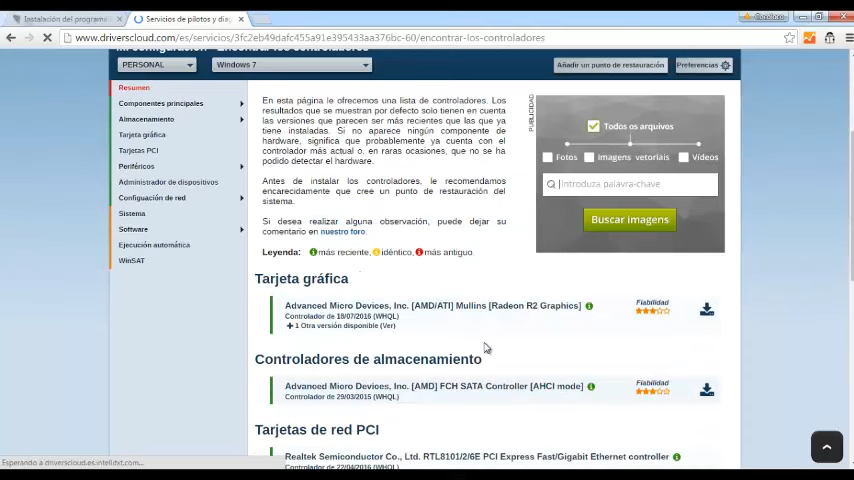 Instalación del programa
Servicios de pilotos y diag
www.driverscloud.com/es/servicios/3fc2eb49dafc455a91e395433aa376bc-60/encontrar-los-controladores
PERSONAL
Windows 7
Añadir un punto de restauración
Preferencias
Resumen
Componentes principales
Almacenamiento
Tarjeta gráfica
Tarjetas PCI
Periféricos
Administrador de dispositivos
Configuación de red
Sistema
Software
Ejecución automática
WinSAT
En esta página le ofrecemos una lista de controladores. Los
resultados que se muestran por defecto solo tienen en cuenta
las versiones que parecen ser más recientes que las que ya
tiene instaladas. Si no aparece ningún componente de
hardware, significa que probablemente ya cuenta con el
controlador más actual o, en raras ocasiones, que no se ha
podido detectar el hardware.
Antes de instalar los controladores, le recomendamos
encarecidamente que cree un punto de restauración del
sistema.
Si desea realizar alguna observación, puede dejar su
comentario en nuestro foro.
Leyenda: más reciente, idéntico, más antiguo.
PUBLICIDAD
Todos os arquivos
Fotos Imagens vetoriais Vídeos
Introduza palavra-chave
Buscar imagens
Tarjeta gráfica
Advanced Micro Devices, Inc. [AMD/ATI] Mullins [Radeon R2 Graphics]
Controlador de 18/07/2016 (WHQL)
+ 1 Otra versión disponible (Ver)
Fiabilidad
Controladores de almacenamiento
Advanced Micro Devices, Inc. [AMD] FCH SATA Controller [AHCI mode]
Controlador de 29/03/2015 (WHQL)
Fiabilidad
Tarjetas de red PCI
Realtek Semiconductor Co., Ltd. RTL8101/2/6E PCI Express Fast/Gigabit Ethernet controller
Controlador de 22/04/2016 (WHQL)
Esperando a driverscloud.es.intellitxt.com...